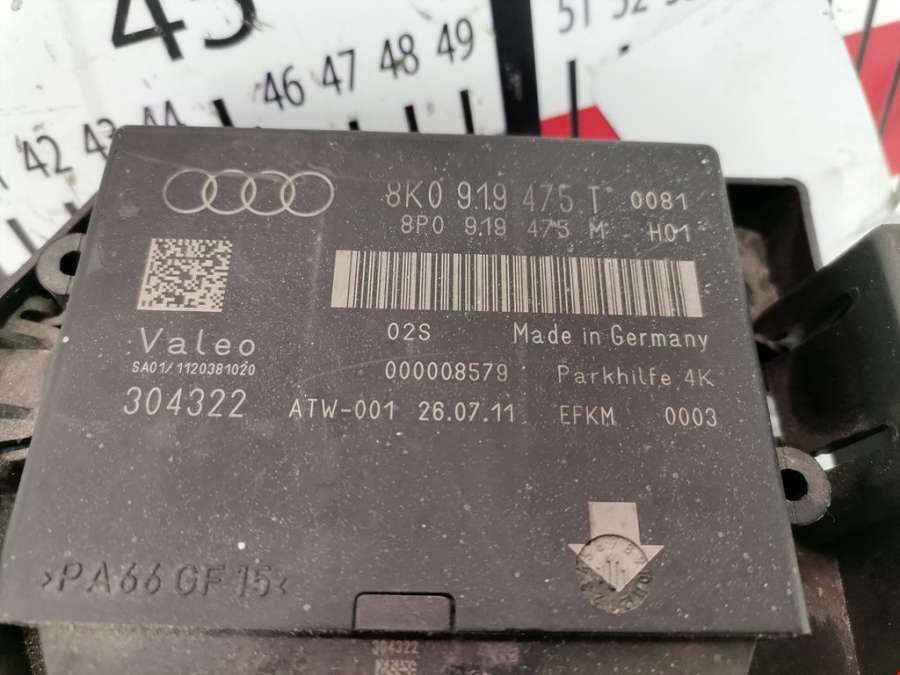 45
51 52 53
46 47 48 49
42 43 44
8K0 919 475 T 0081
8P0 919 475 M H01
Valeo
SA01/1120381020
304322
02S Made in Germany
000008579 Parkhilfe 4K
ATW-001 26.07.11 EFKM 0003
>PA66 GF15<
304322